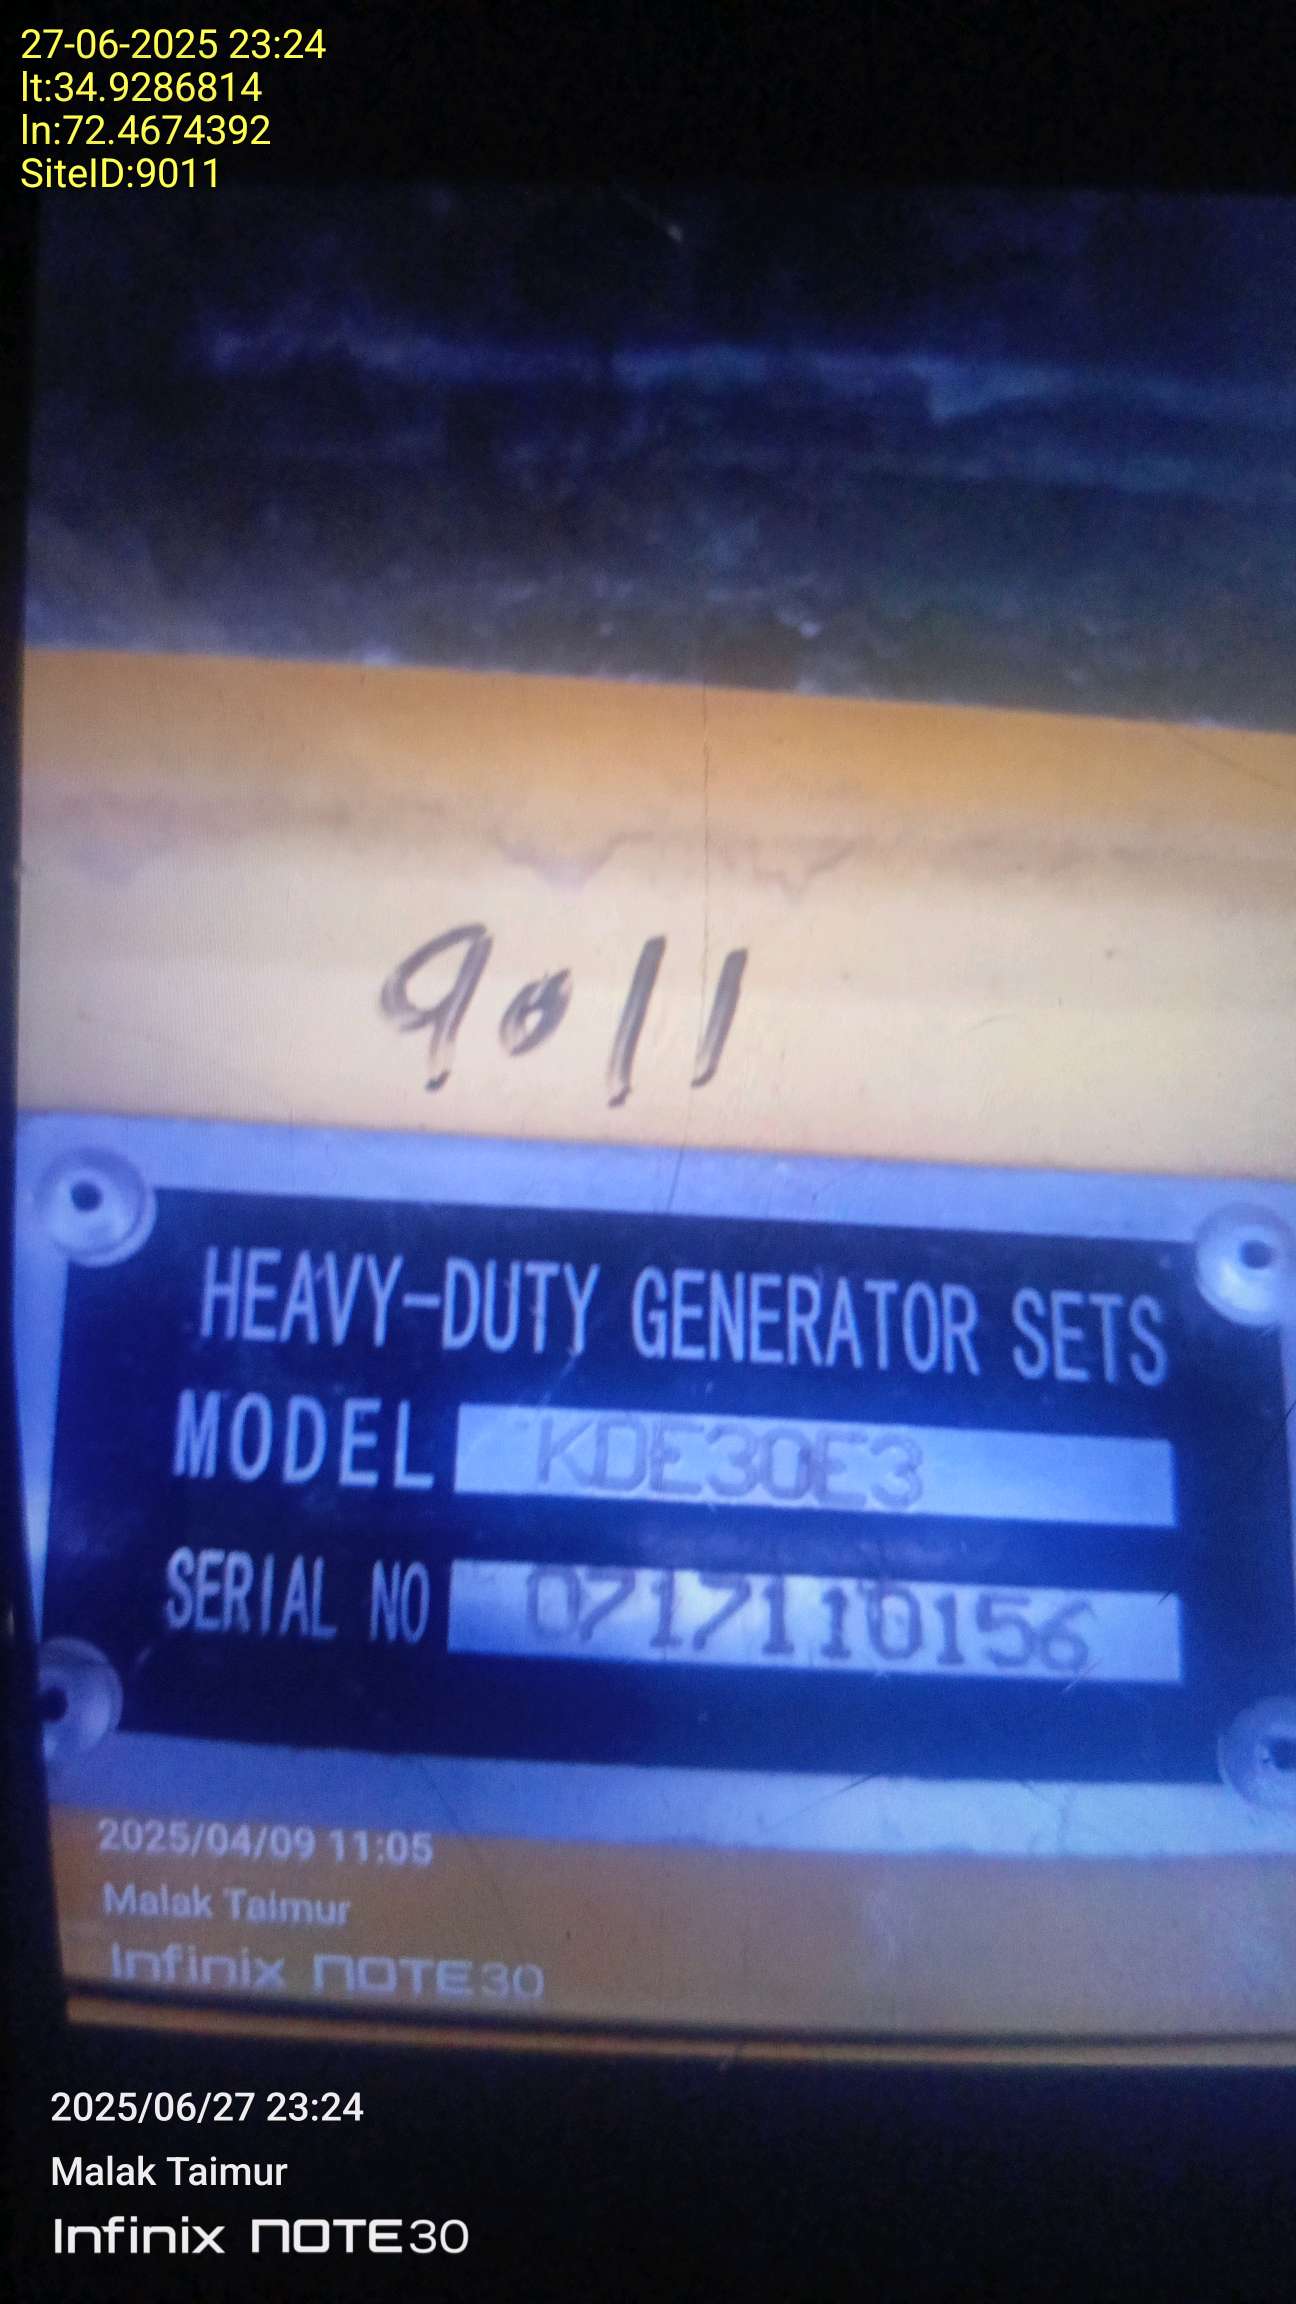 27-06-2025 23:24
lt:34.9286814
ln:72.4674392
SiteID:9011
9011
HEAVY-DUTY GENERATOR SETS
MODEL KDE30E3
SERIAL NO 0717110156
2025/04/09 11:05
Malak Taimur
Infinix NOTE30
2025/06/27 23:24
Malak Taimur
Infinix NOTE30